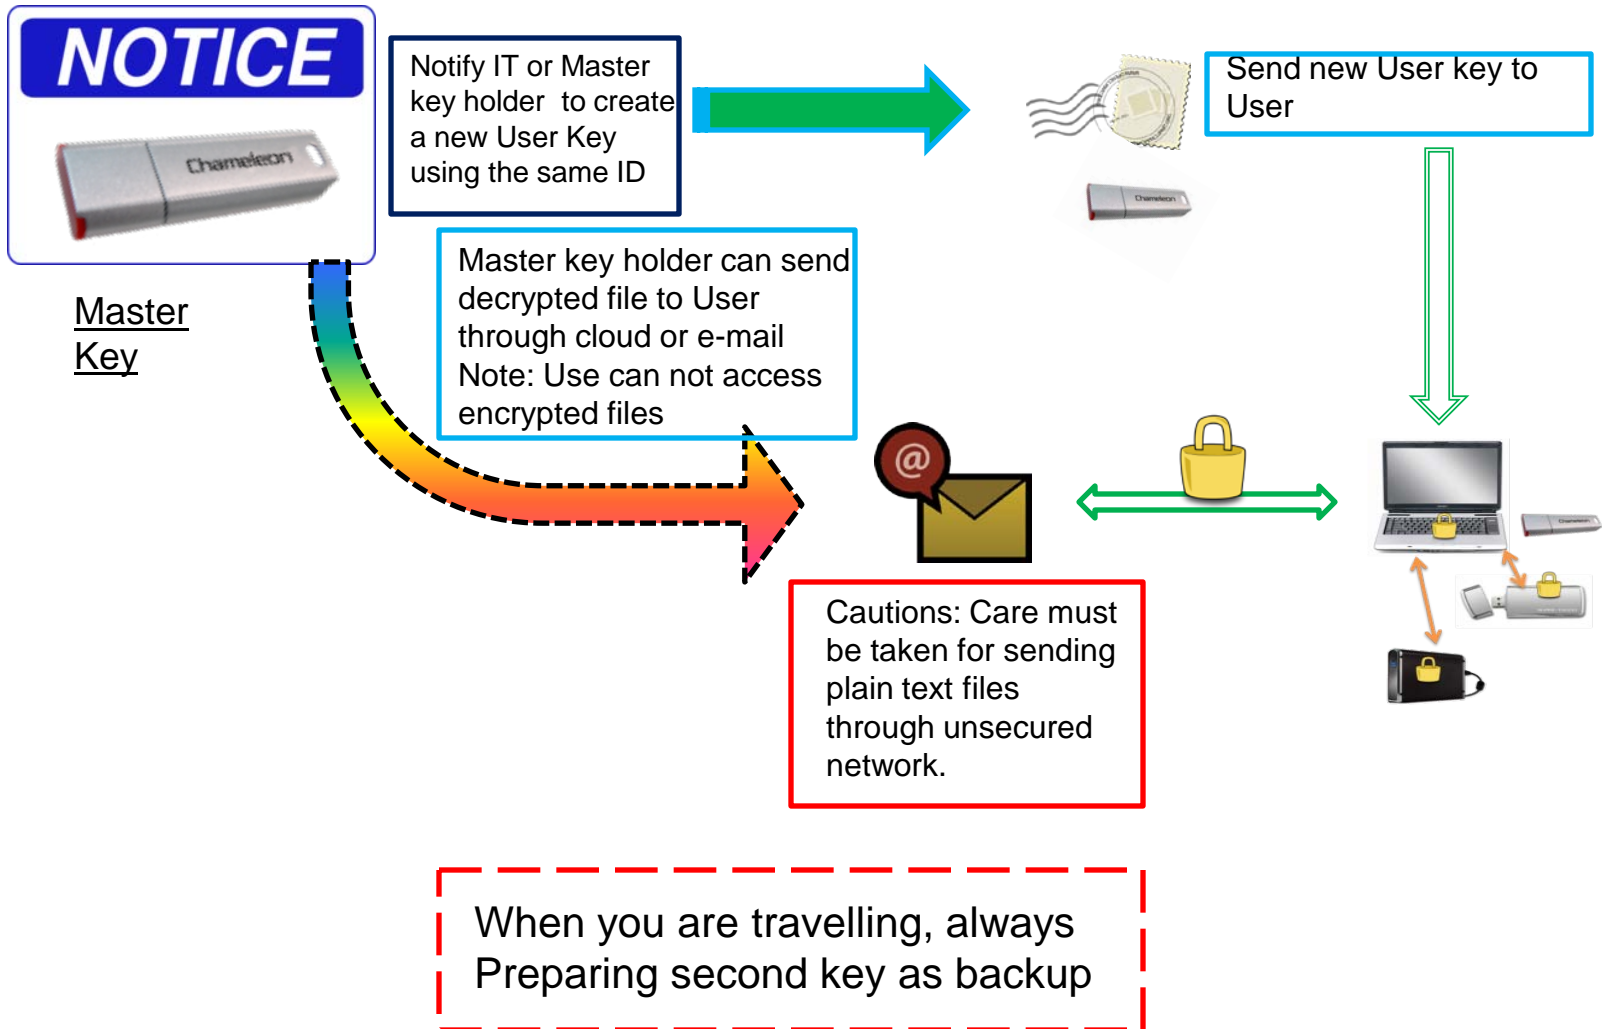 NOTICE
Chameleon
Master
Key
Notify IT or Master
key holder to create
a new User Key
using the same ID
Send new User key to
User
Chameleon
Master key holder can send
decrypted file to User
through cloud or e-mail
Note: Use can not access
encrypted files
@
Chameleon
Cautions: Care must
be taken for sending
plain text files
through unsecured
network.
When you are travelling, always
Preparing second key as backup